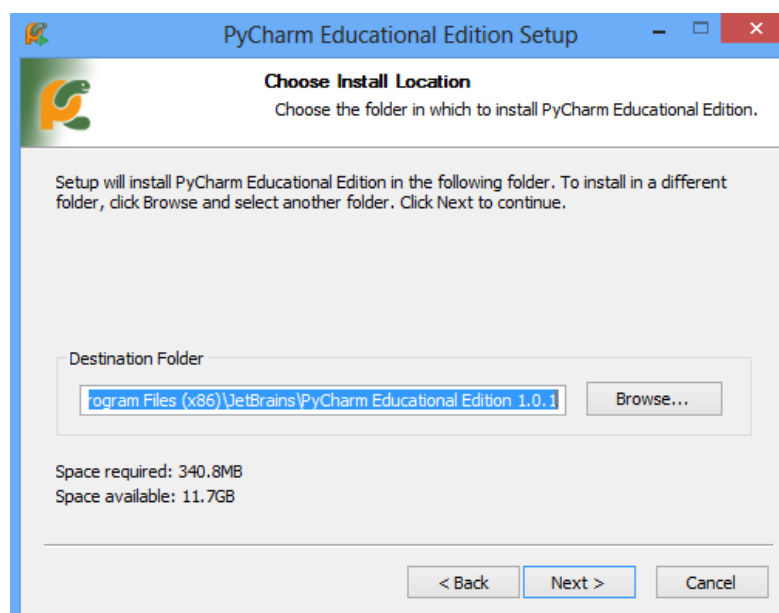 PyCharm Educational Edition Setup
Choose Install Location
Choose the folder in which to install PyCharm Educational Edition.
Setup will install PyCharm Educational Edition in the following folder. To install in a different
folder, click Browse and select another folder. Click Next to continue.
Destination Folder
rogram Files (x86)\JetBrains\PyCharm Educational Edition 1.0.1
Browse...
Space required: 340.8MB
Space available: 11.7GB
< Back
Next >
Cancel